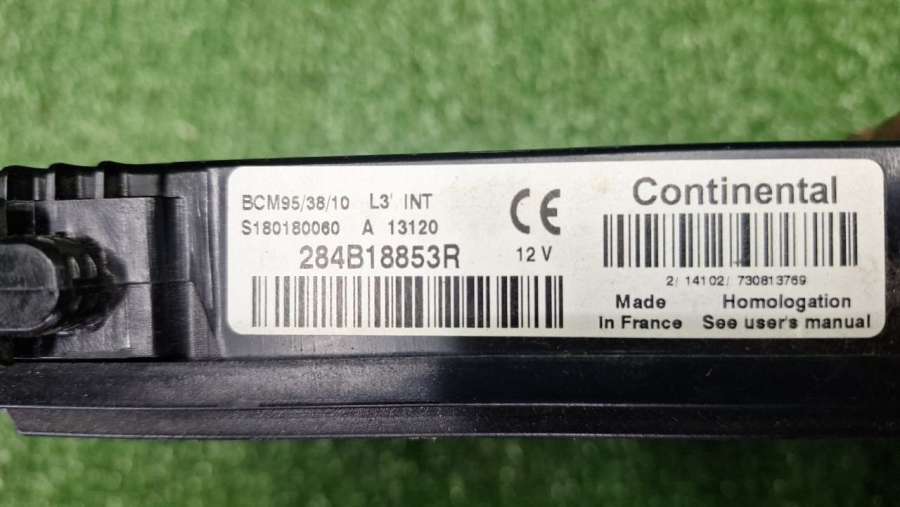 BCM95/38/10 L3' INT
S180180060 A 13120
284B18853R
CE
12 V
Continental
2/ 14102/ 730813769
Made
in France
Homologation
See user's manual